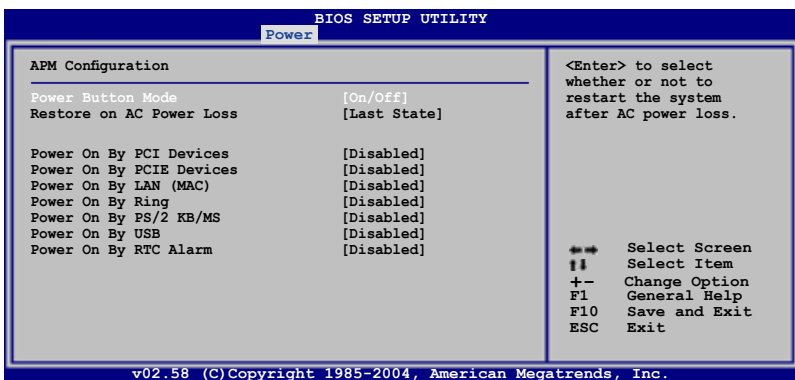 BIOS SETUP UTILITY
Power
APM Configuration
Power Button Mode [On/Off]
Restore on AC Power Loss [Last State]
Power On By PCI Devices [Disabled]
Power On By PCIE Devices [Disabled]
Power On By LAN (MAC) [Disabled]
Power On By Ring [Disabled]
Power On By PS/2 KB/MS [Disabled]
Power On By USB [Disabled]
Power On By RTC Alarm [Disabled]
<Enter> to select
whether or not to
restart the system
after AC power loss.
←→ Select Screen
↑↓ Select Item
+- Change Option
F1 General Help
F10 Save and Exit
ESC Exit
v02.58 (C)Copyright 1985-2004, American Megatrends, Inc.